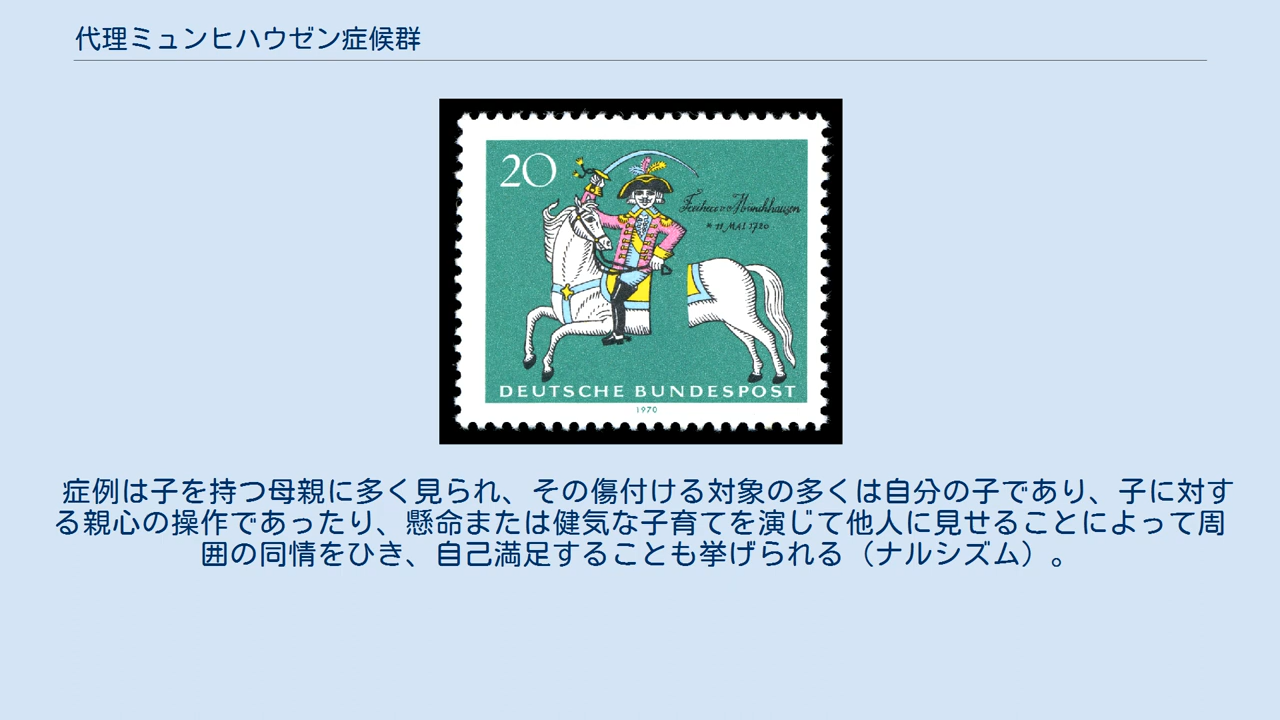 代理ミュンヒハウゼン症候群
20
* 11. MAI 1720
DEUTSCHE BUNDESPOST
1970
症例は子を持つ母親に多く見られ、その傷付ける対象の多くは自分の子であり、子に対す
る親心の操作であったり、懸命または健気な子育てを演じて他人に見せることによって周
囲の同情をひき、自己満足することも挙げられる（ナルシズム）。